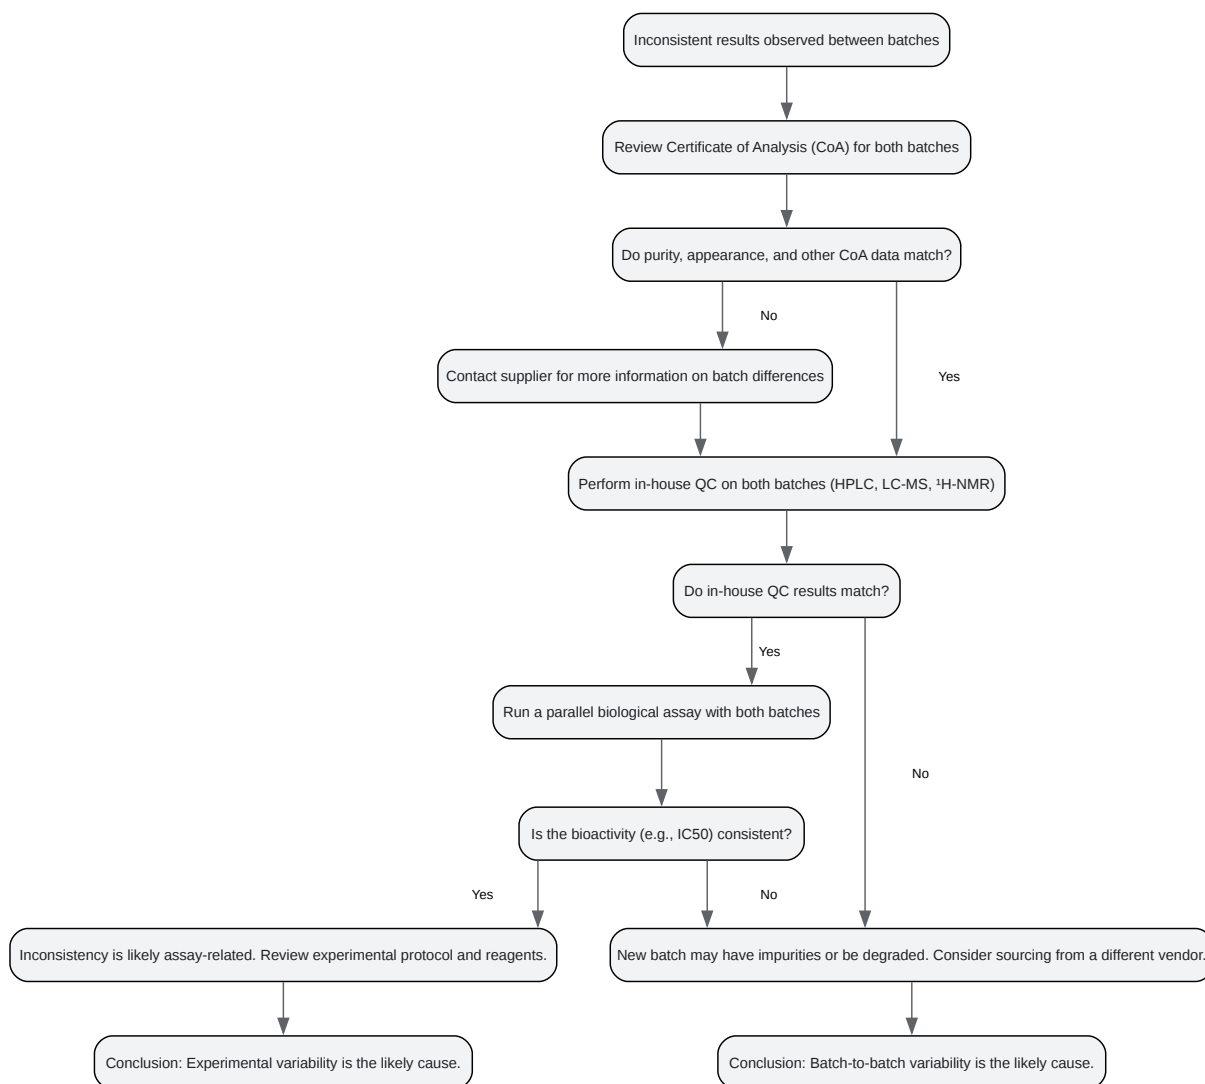 Inconsistent results observed between batches
Review Certificate of Analysis (CoA) for both batches
Do purity, appearance, and other CoA data match?
No
Contact supplier for more information on batch differences
Yes
Perform in-house QC on both batches (HPLC, LC-MS, ¹H-NMR)
Do in-house QC results match?
Yes
Run a parallel biological assay with both batches
No
Is the bioactivity (e.g., IC50) consistent?
Yes
No
Inconsistency is likely assay-related. Review experimental protocol and reagents.
New batch may have impurities or be degraded. Consider sourcing from a different vendor.
Conclusion: Experimental variability is the likely cause.
Conclusion: Batch-to-batch variability is the likely cause.